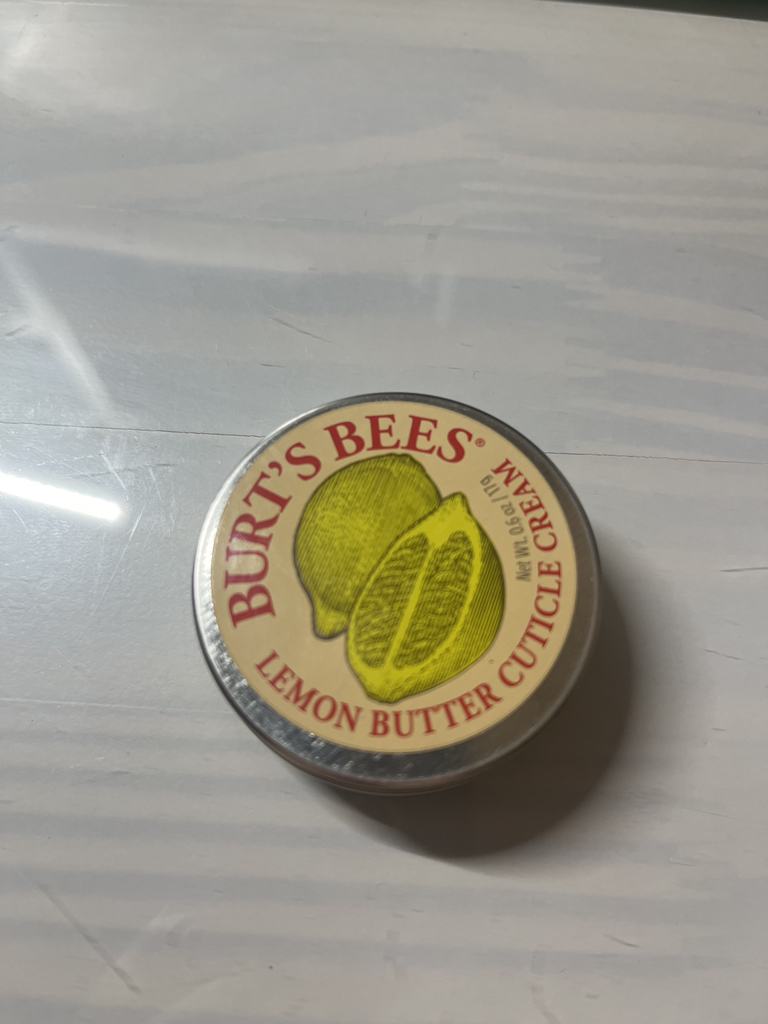 BURT'S BEES®
LEMON BUTTER CUTICLE CREAM
Net Wt. 0.6 oz / 17g